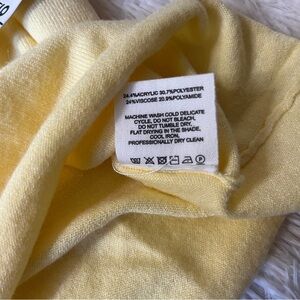 24.4%ACRYLIC 30.7%POLYESTER
24%VISCOSE 20.9%POLYAMIDE
MACHINE WASH COLD DELICATE
CYCLE, DO NOT BLEACH,
DO NOT TUMBLE DRY,
FLAT DRYING IN THE SHADE,
COOL IRON,
PROFESSIONALLY DRY CLEAN